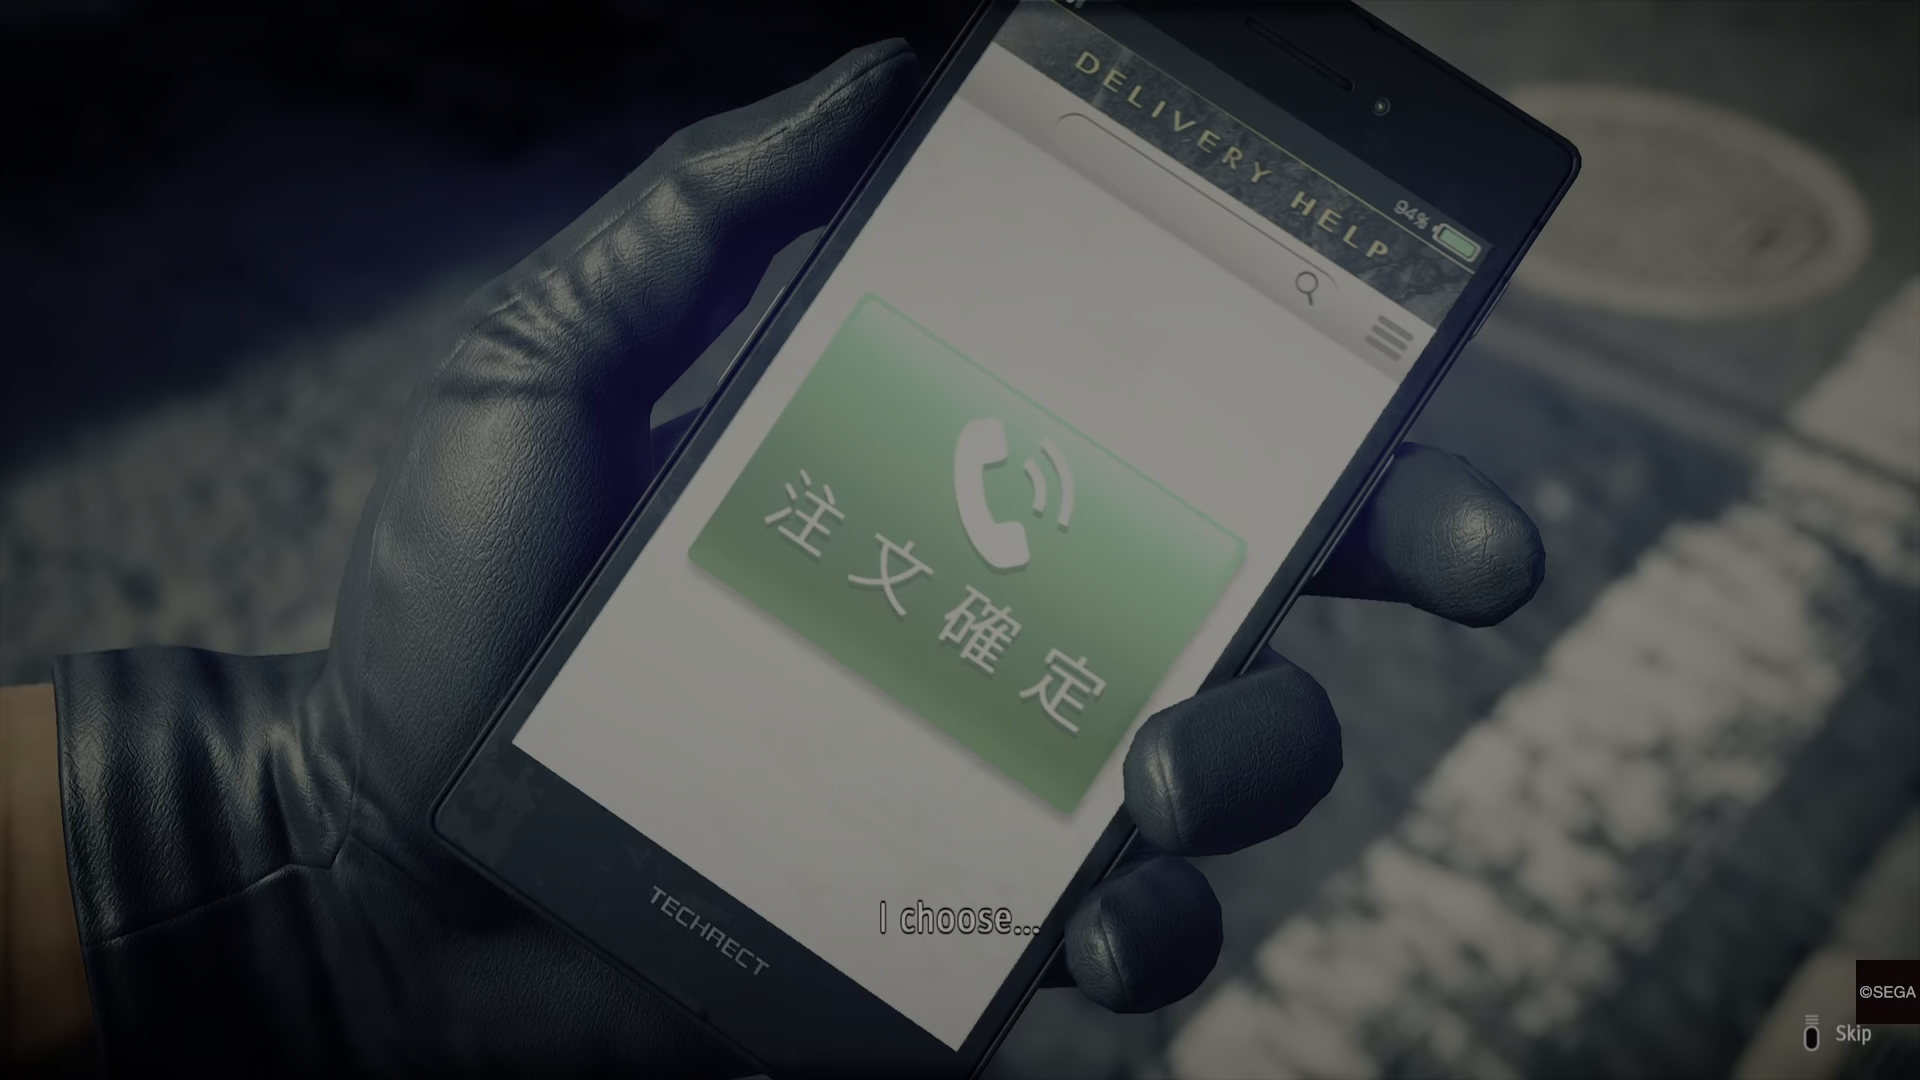 DELIVERY HELP
94%
注文確定
TECHRECT
I choose...
©SEGA
Skip